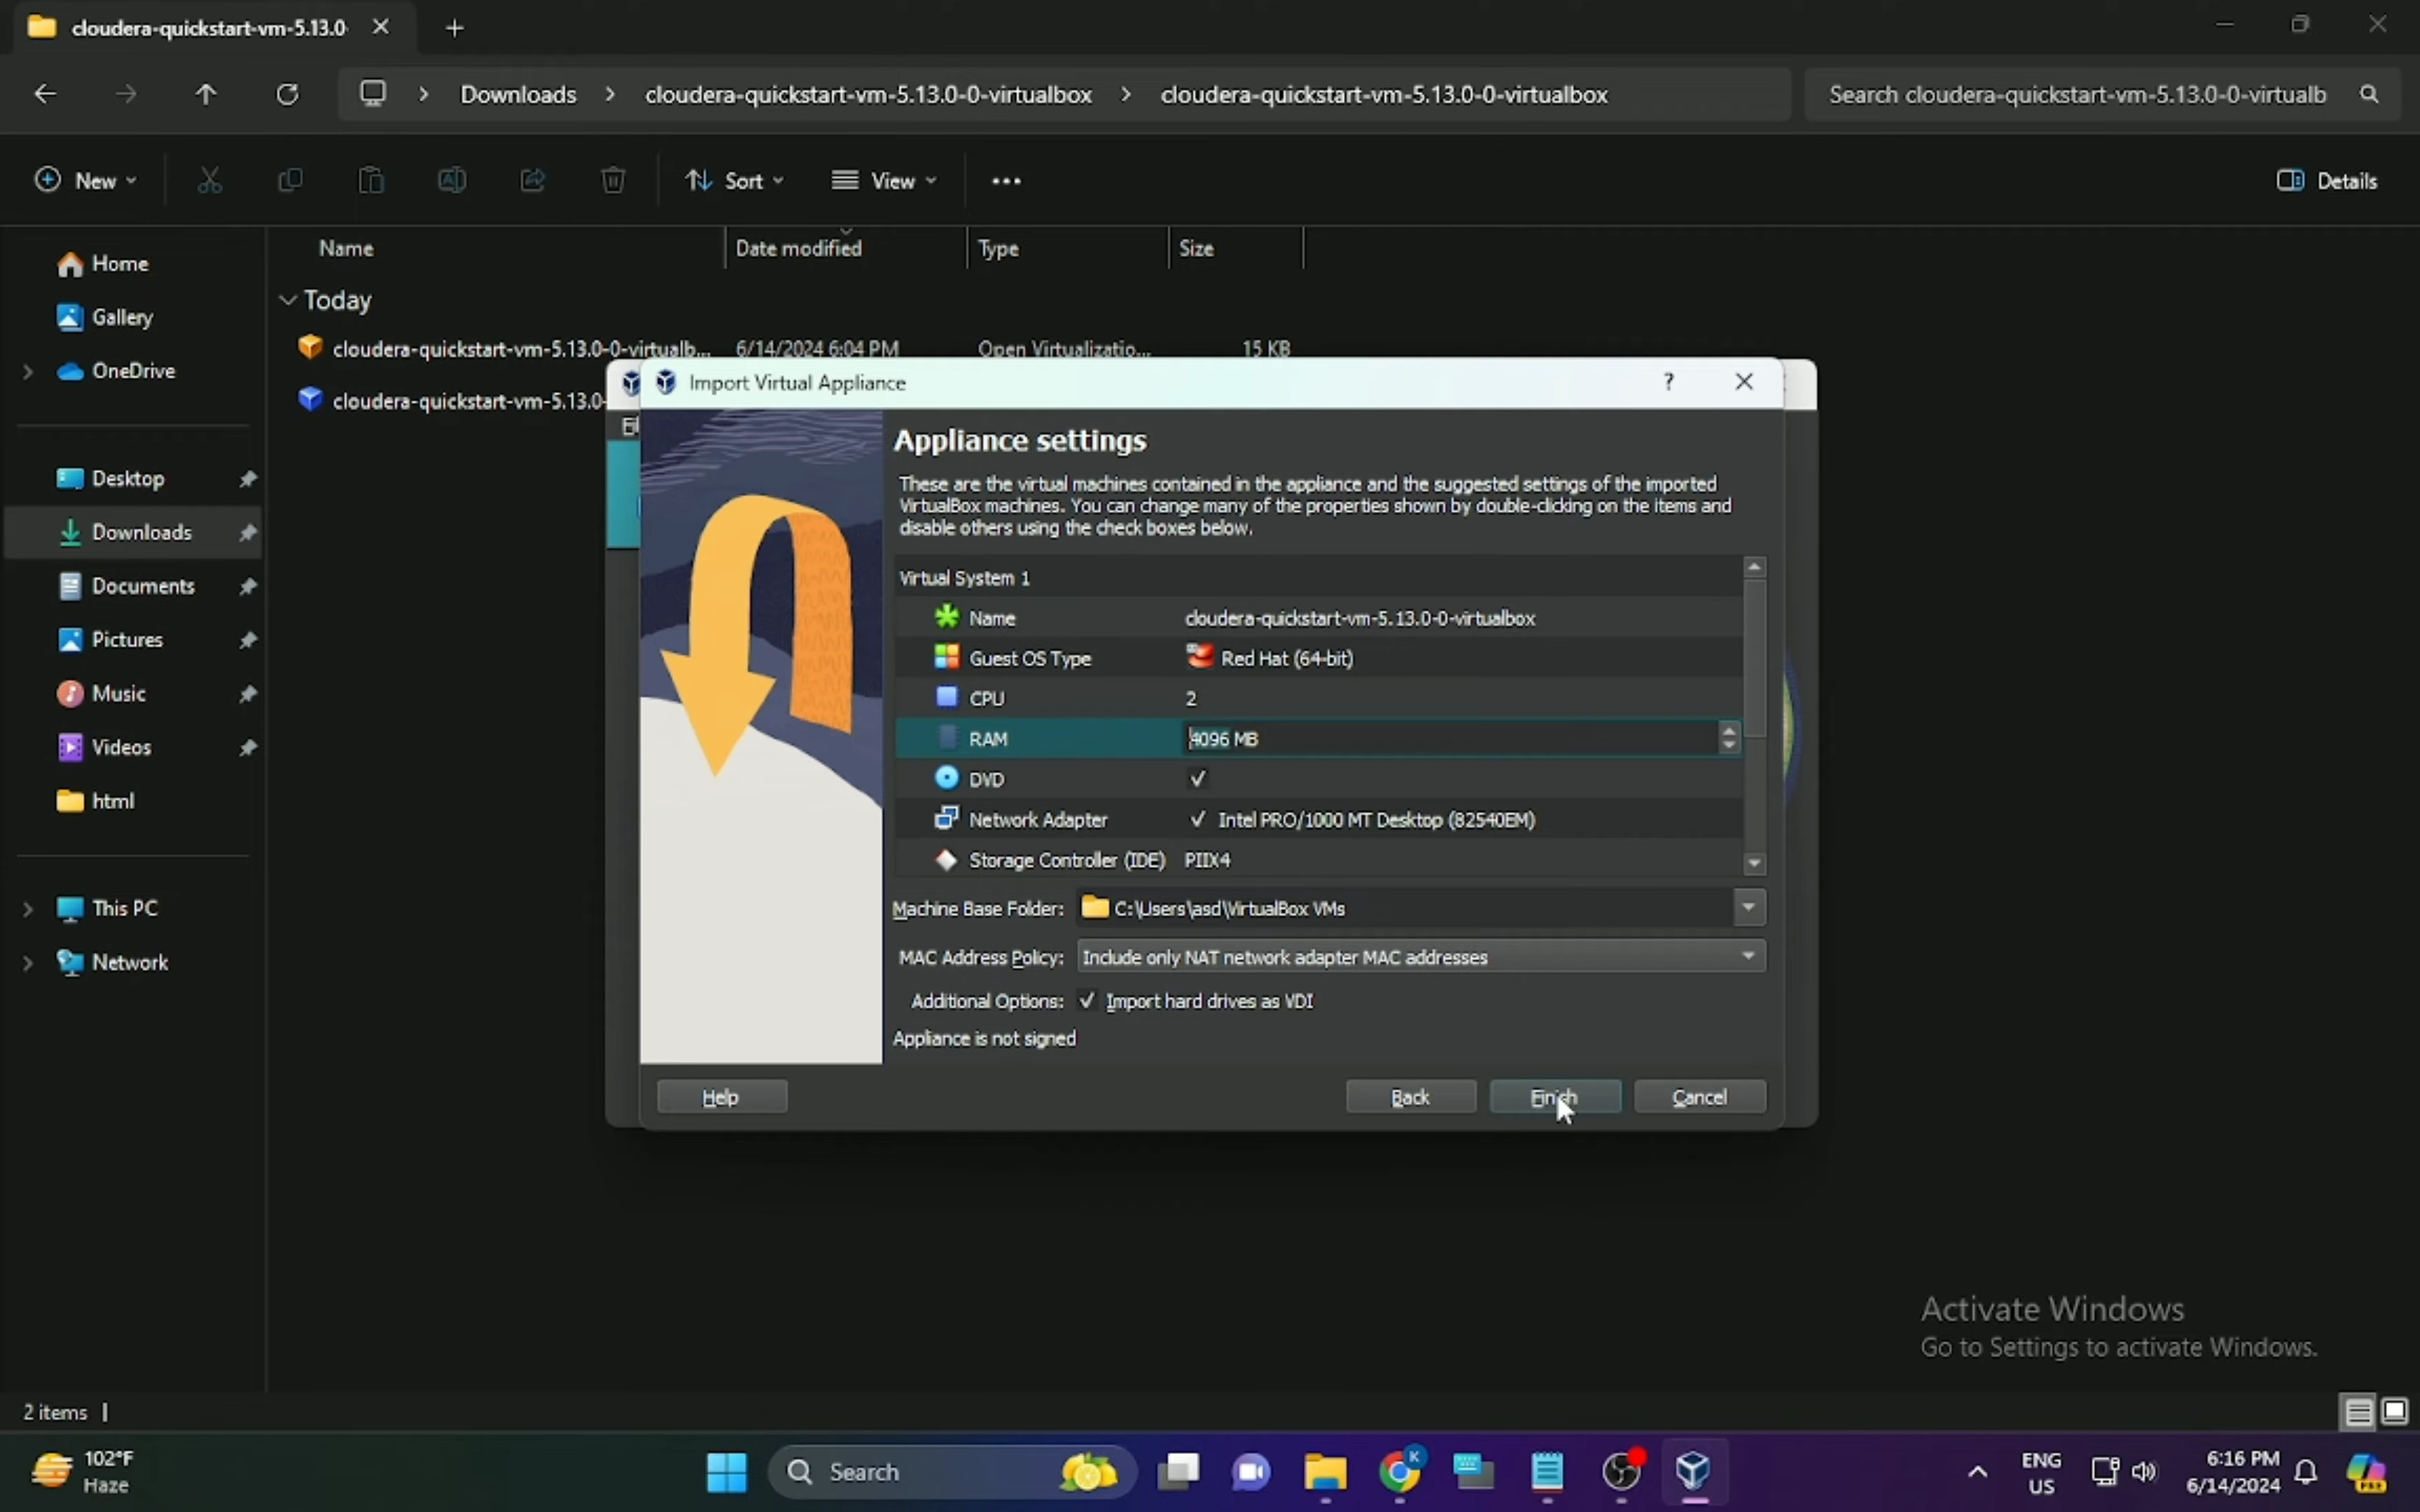 cloudera-quickstart-vm-5.13.0-
Downloads > cloudera-quickstart-vm-5.13.0-0-virtualbox > cloudera-quickstart-vm-5.13.0-0-virtualbox
Search cloudera-quickstart-vm-5.13.0-0-virtualb
New
Sort
View
Details
Name
Date modified
Type
Size
Home
Gallery
OneDrive
Desktop
Downloads
Documents
Pictures
Music
Videos
html
This PC
Network
Today
cloudera-quickstart-vm-5.13.0-0-virtualb... 6/14/2024 6:04 PM Open Virtualizatio... 15 KB
cloudera-quickstart-vm-5.13.0-
Import Virtual Appliance
?
Appliance settings
These are the virtual machines contained in the appliance and the suggested settings of the imported
VirtualBox machines. You can change many of the properties shown by double-clicking on the items and
disable others using the check boxes below.
Virtual System 1
Name cloudera-quickstart-vm-5.13.0-0-virtualbox
Guest OS Type Red Hat (64-bit)
CPU 2
RAM 4096 MB
DVD
Network Adapter Intel PRO/1000 MT Desktop (82540EM)
Storage Controller (IDE) PIIX4
Machine Base Folder: C:\Users\asd\VirtualBox VMs
MAC Address Policy: Include only NAT network adapter MAC addresses
Additional Options: Import hard drives as VDI
Appliance is not signed
Help
Back
Finish
Cancel
Activate Windows
Go to Settings to activate Windows.
2 items
102°F
Haze
Search
K
ENG
US
6:16 PM
6/14/2024